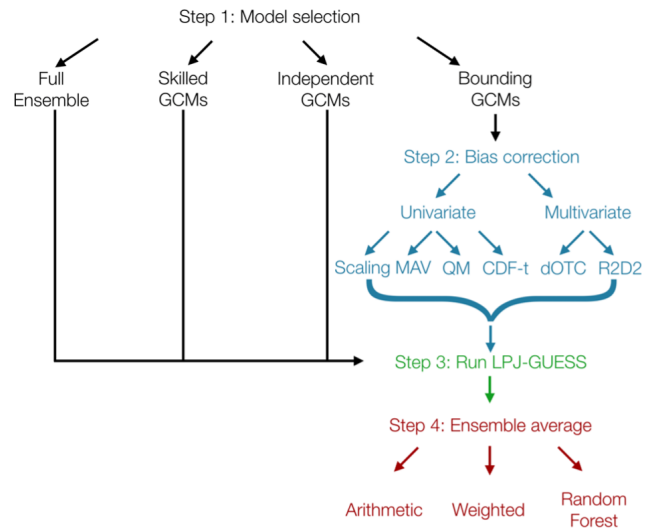 Step 1: Model selection
Full
Ensemble
Skilled
GCMs
Independent
GCMs
Bounding
GCMs
Step 2: Bias correction
Univariate
Multivariate
Scaling
MAV
QM
CDF-t
dOTC
R2D2
Step 3: Run LPJ-GUESS
Step 4: Ensemble average
Arithmetic
Weighted
Random
Forest